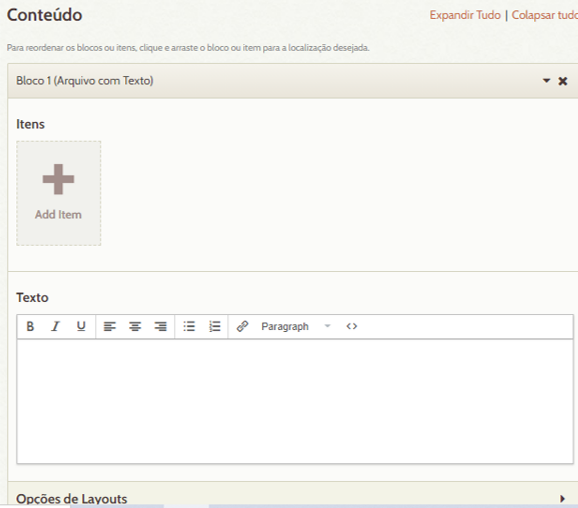 Conteúdo
Expandir Tudo | Colapsar tudo
Para reordenar os blocos ou itens, clique e arraste o bloco ou item para a localização desejada.
Bloco 1 (Arquivo com Texto)
Itens
Add Item
Texto
B I U Paragraph <>
Opções de Layouts